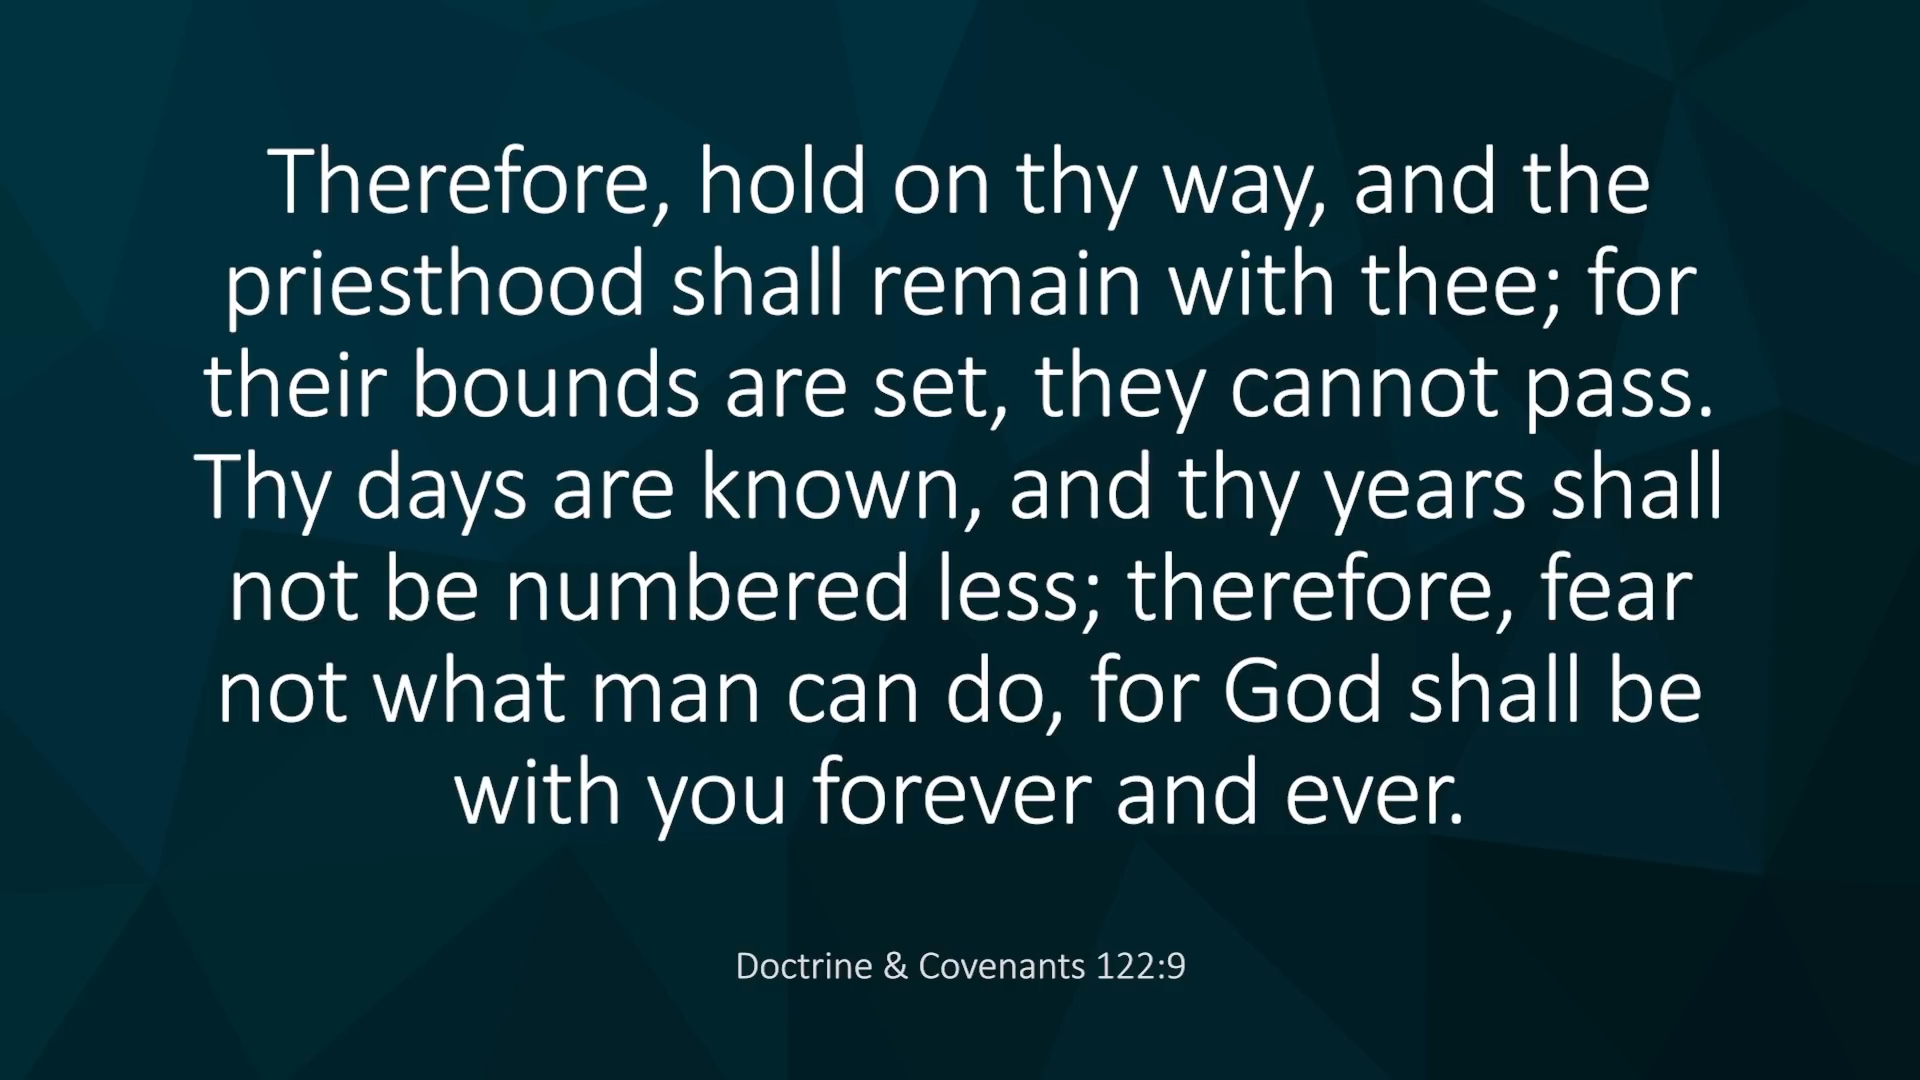 Therefore, hold on thy way, and the
priesthood shall remain with thee; for
their bounds are set, they cannot pass.
Thy days are known, and thy years shall
not be numbered less; therefore, fear
not what man can do, for God shall be
with you forever and ever.
Doctrine & Covenants 122:9